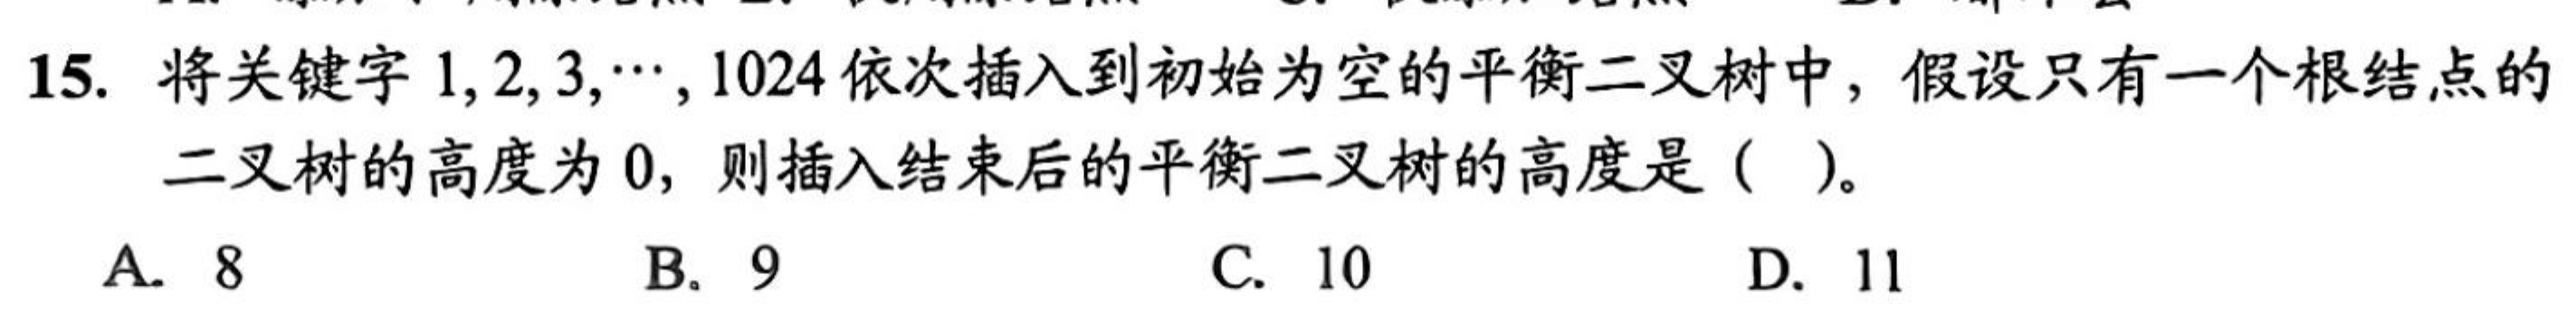 15. 将关键字 1, 2, 3, ⋯, 1024 依次插入到初始为空的平衡二叉树中，假设只有一个根结点的
二叉树的高度为 0，则插入结束后的平衡二叉树的高度是（ ）。
A. 8 B. 9 C. 10 D. 11